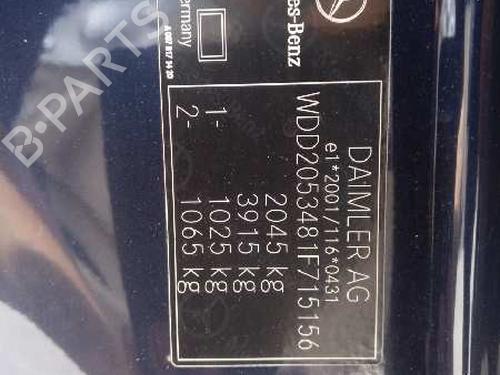 DAIMLER AG
e1*2001/116*0431
WDD2053481F715156
2045 kg
3915 kg
1- 1025 kg
2- 1065 kg
es-Benz
ermany
B-PARTS